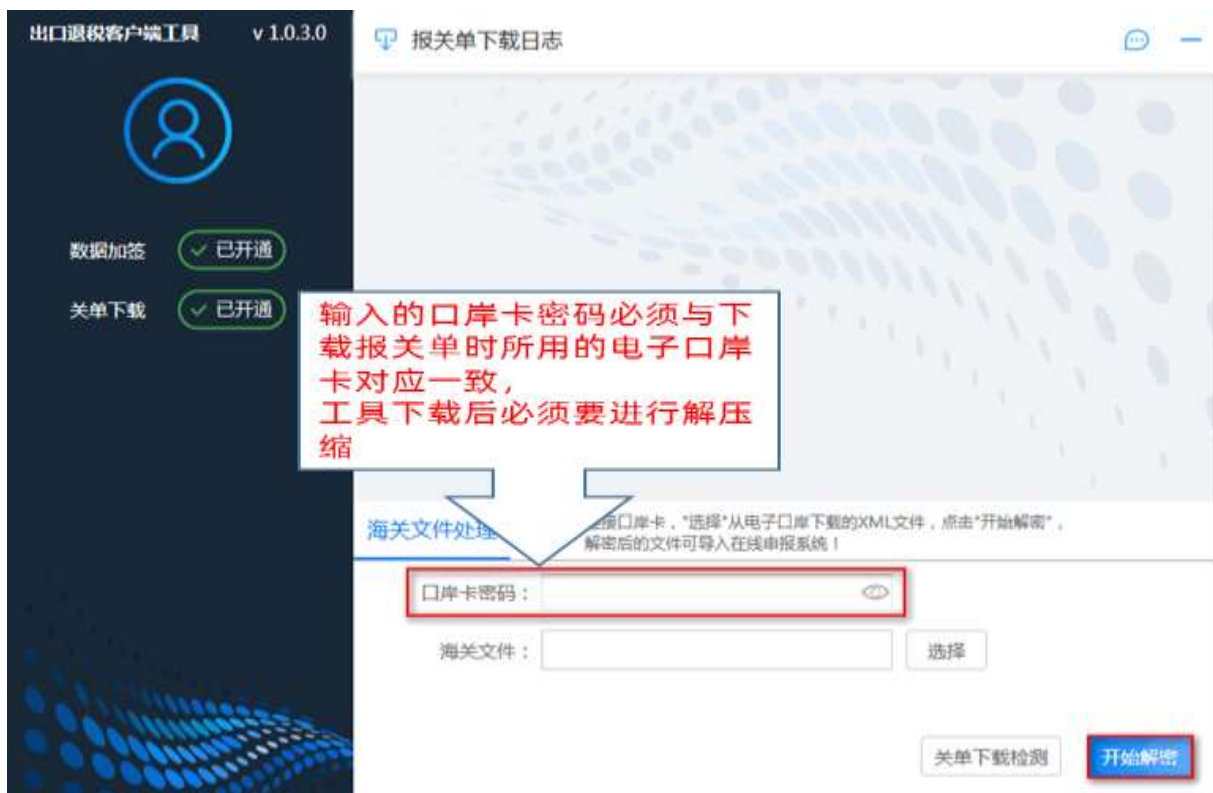 出口退税客户端工具 v 1.0.3.0
报关单下载日志
数据加签 已开通
关单下载 已开通
输入的口岸卡密码必须与下
载报关单时所用的电子口岸
卡对应一致，
工具下载后必须要进行解压
缩
海关文件处理
口岸卡，"选择"从电子口岸下载的XML文件，点击"开始解密"，
解密后的文件可导入在线申报系统！
口岸卡密码：
海关文件： 选择
关单下载检测 开始解密